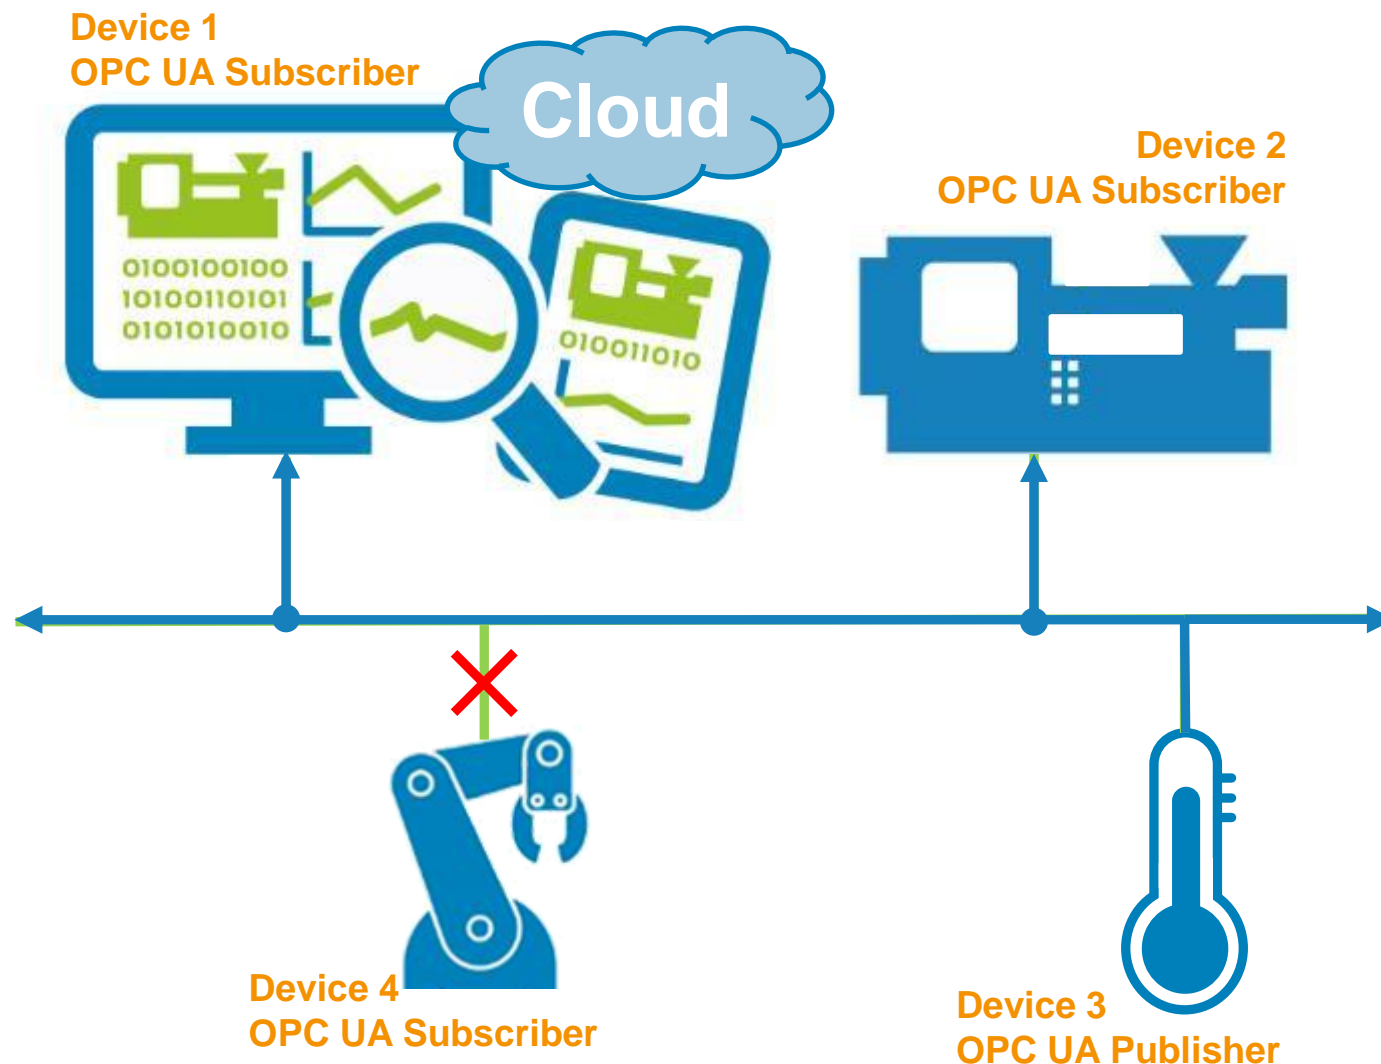 Device 1
OPC UA Subscriber
Cloud
Device 2
OPC UA Subscriber
0100100100
10100110101
0101010010
010011010
Device 4
OPC UA Subscriber
Device 3
OPC UA Publisher